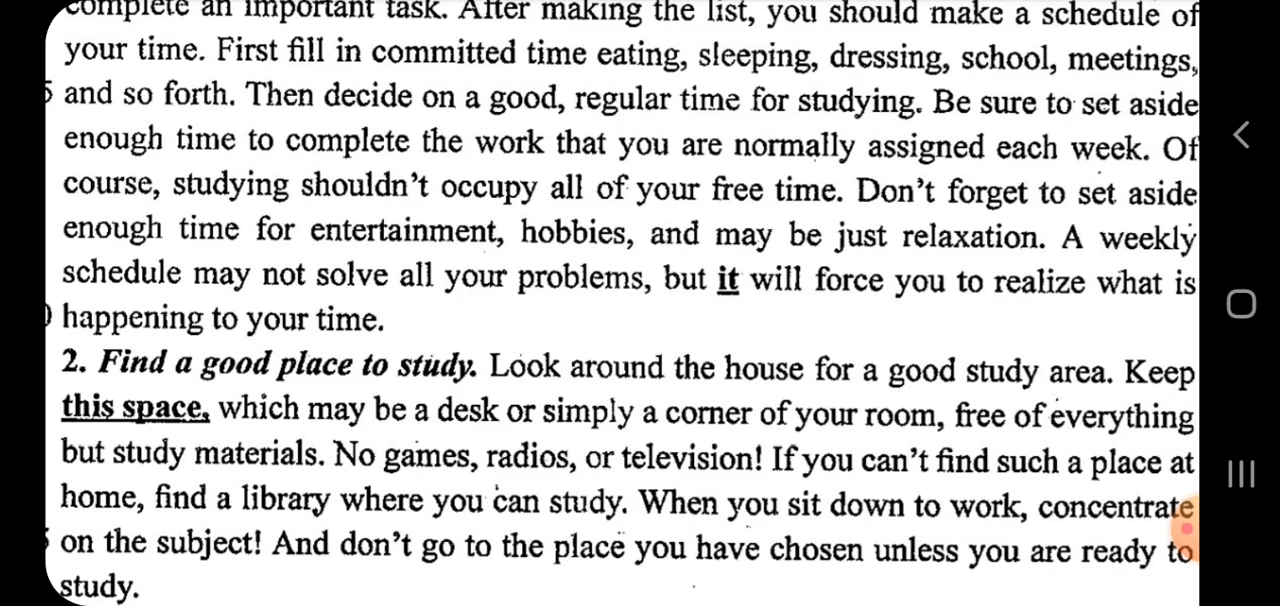 complete an important task. After making the list, you should make a schedule of
your time. First fill in committed time eating, sleeping, dressing, school, meetings,
5 and so forth. Then decide on a good, regular time for studying. Be sure to set aside
enough time to complete the work that you are normally assigned each week. Of
course, studying shouldn't occupy all of your free time. Don't forget to set aside
enough time for entertainment, hobbies, and may be just relaxation. A weekly
schedule may not solve all your problems, but it will force you to realize what is
happening to your time.
2. Find a good place to study. Look around the house for a good study area. Keep
this space, which may be a desk or simply a corner of your room, free of everything
but study materials. No games, radios, or television! If you can't find such a place at
home, find a library where you can study. When you sit down to work, concentrate
on the subject! And don't go to the place you have chosen unless you are ready to
study.